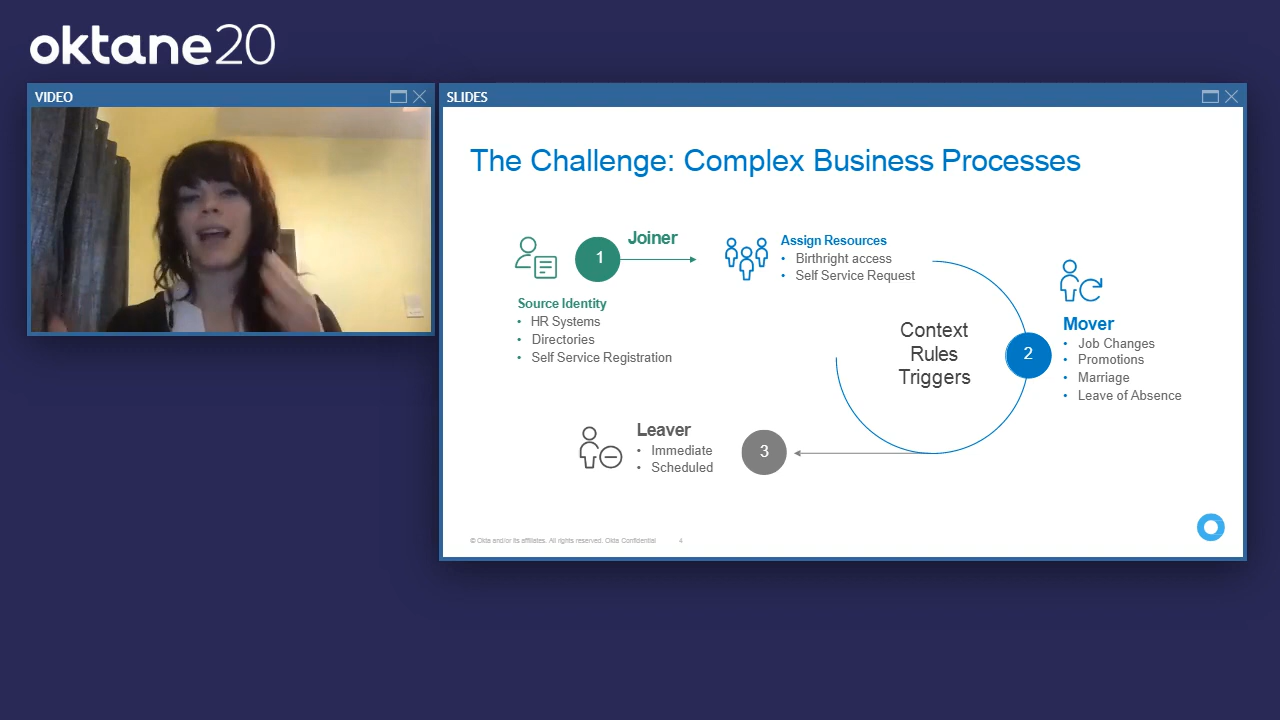 oktane20
VIDEO
SLIDES
The Challenge: Complex Business Processes
1
Joiner
Source Identity
• HR Systems
• Directories
• Self Service Registration
Assign Resources
• Birthright access
• Self Service Request
Context
Rules
Triggers
2
Mover
• Job Changes
• Promotions
• Marriage
• Leave of Absence
Leaver
• Immediate
• Scheduled
3
© Okta and/or its affiliates. All rights reserved. Okta Confidential
4